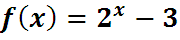 f(x) = 2^x − 3